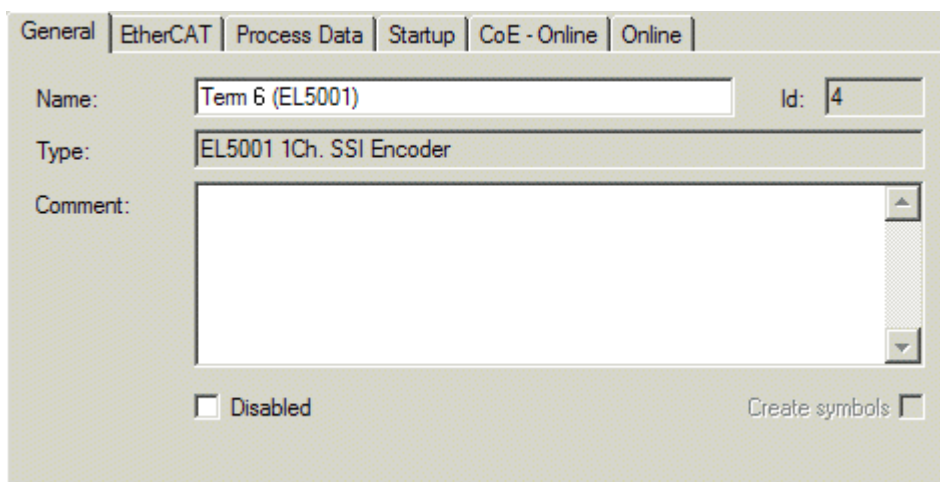 General EtherCAT Process Data Startup CoE - Online Online
Name: Term 6 (EL5001) Id: 4
Type: EL5001 1Ch. SSI Encoder
Comment:
Disabled Create symbols